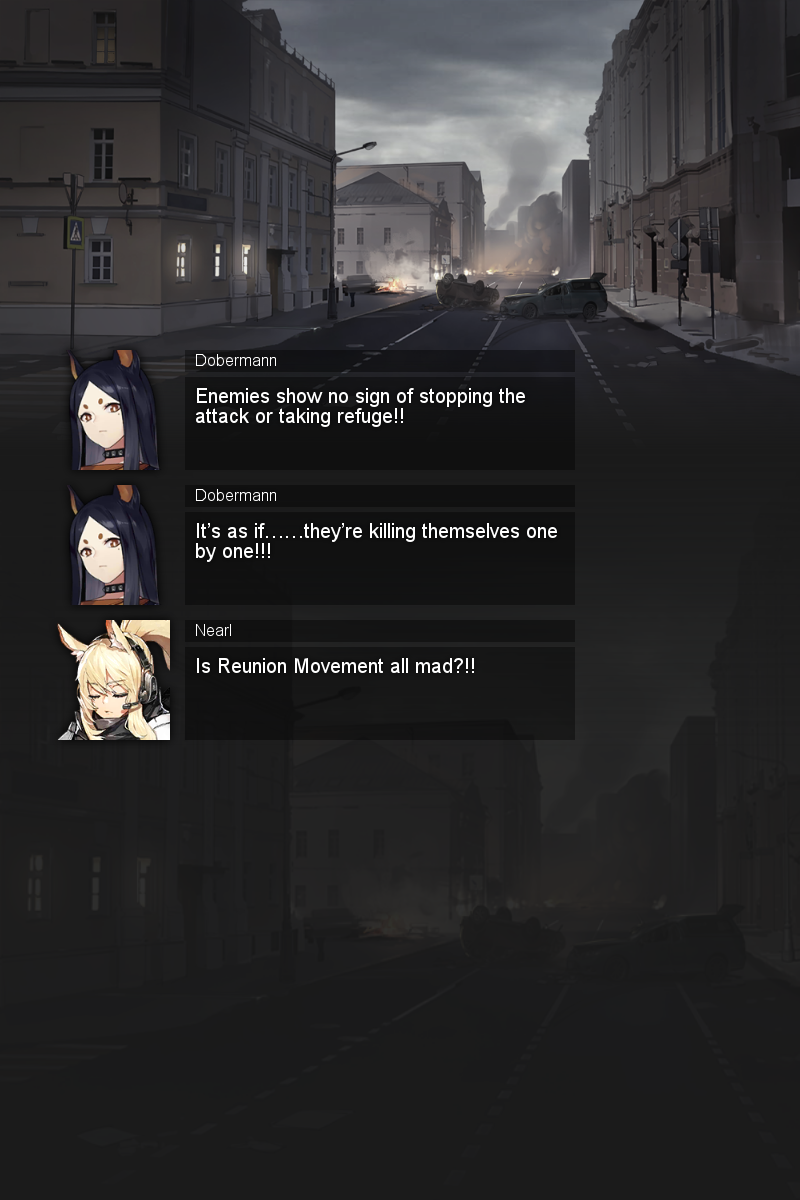 Dobermann
Enemies show no sign of stopping the
attack or taking refuge!!
Dobermann
It’s as if……they’re killing themselves one
by one!!!
Nearl
Is Reunion Movement all mad?!!